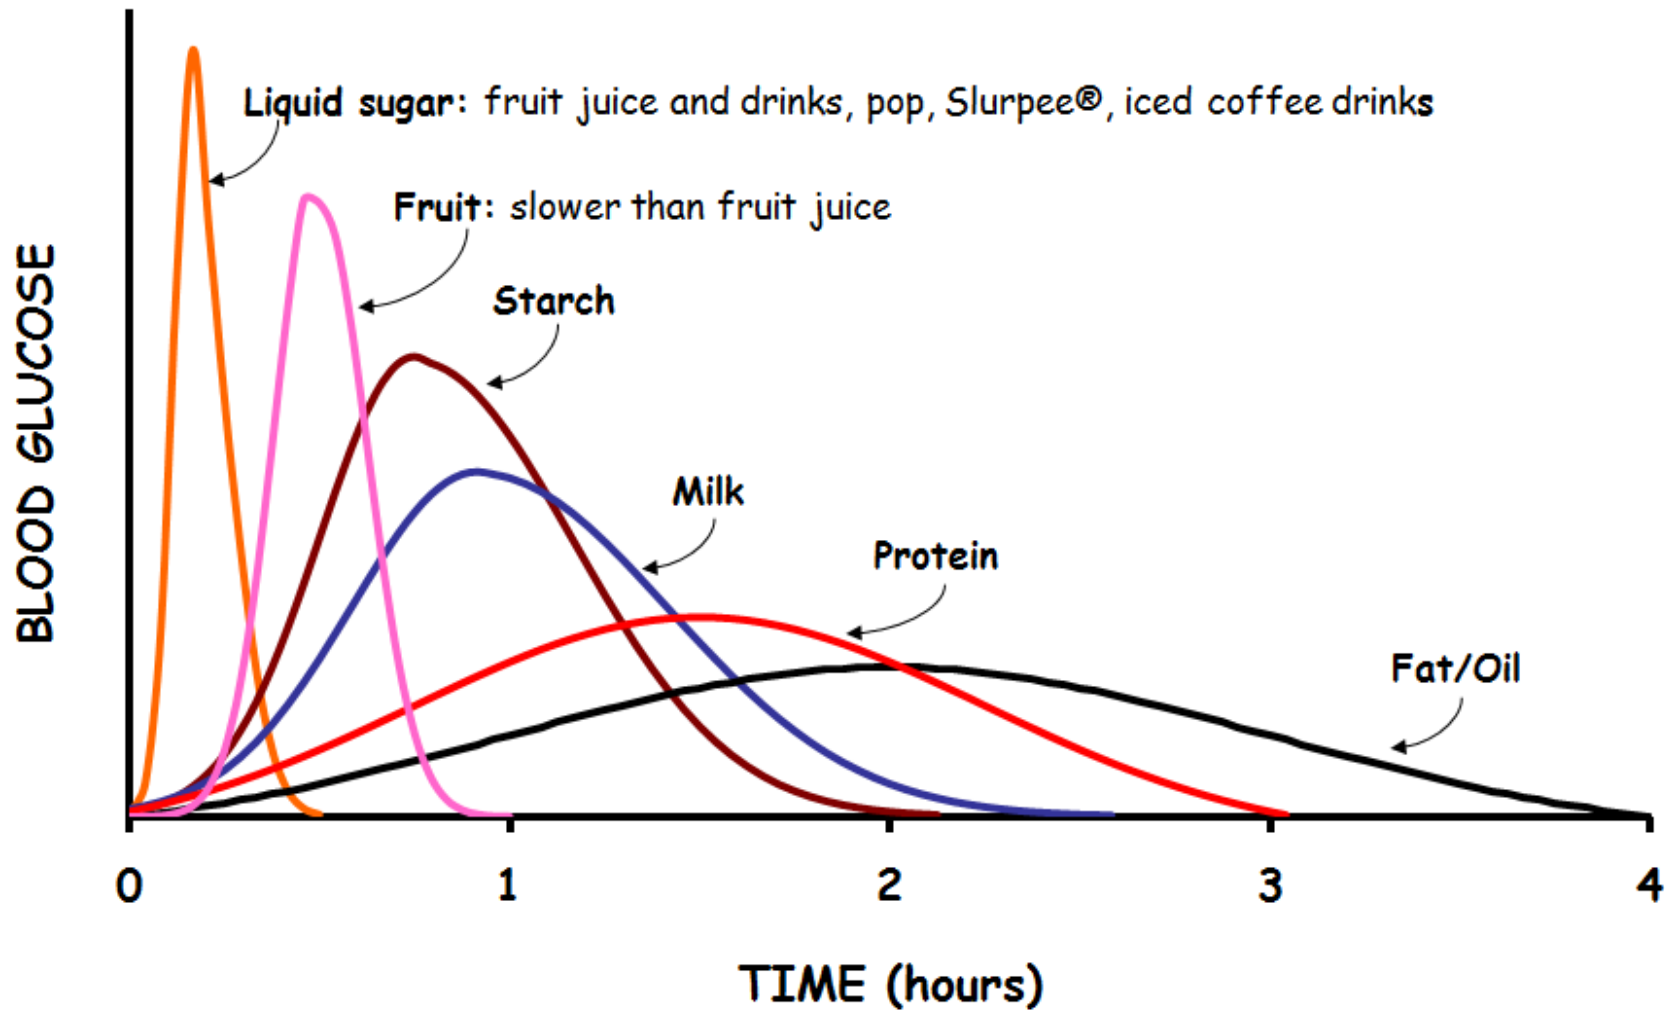 Liquid sugar: fruit juice and drinks, pop, Slurpee®, iced coffee drinks
Fruit: slower than fruit juice
Starch
Milk
Protein
Fat/Oil
BLOOD GLUCOSE
0 1 2 3 4
TIME (hours)